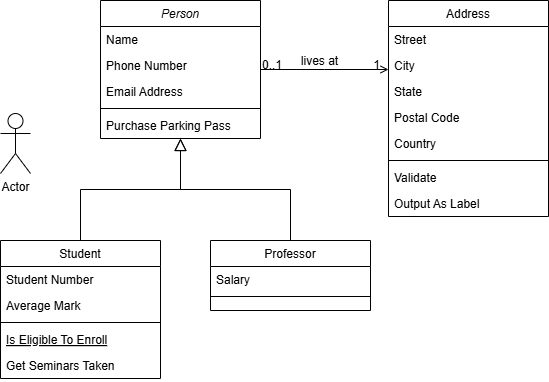 Person
Name
Phone Number
Email Address
Purchase Parking Pass
0..1
lives at
1
Address
Street
City
State
Postal Code
Country
Validate
Output As Label
Actor
Student
Student Number
Average Mark
Is Eligible To Enroll
Get Seminars Taken
Professor
Salary